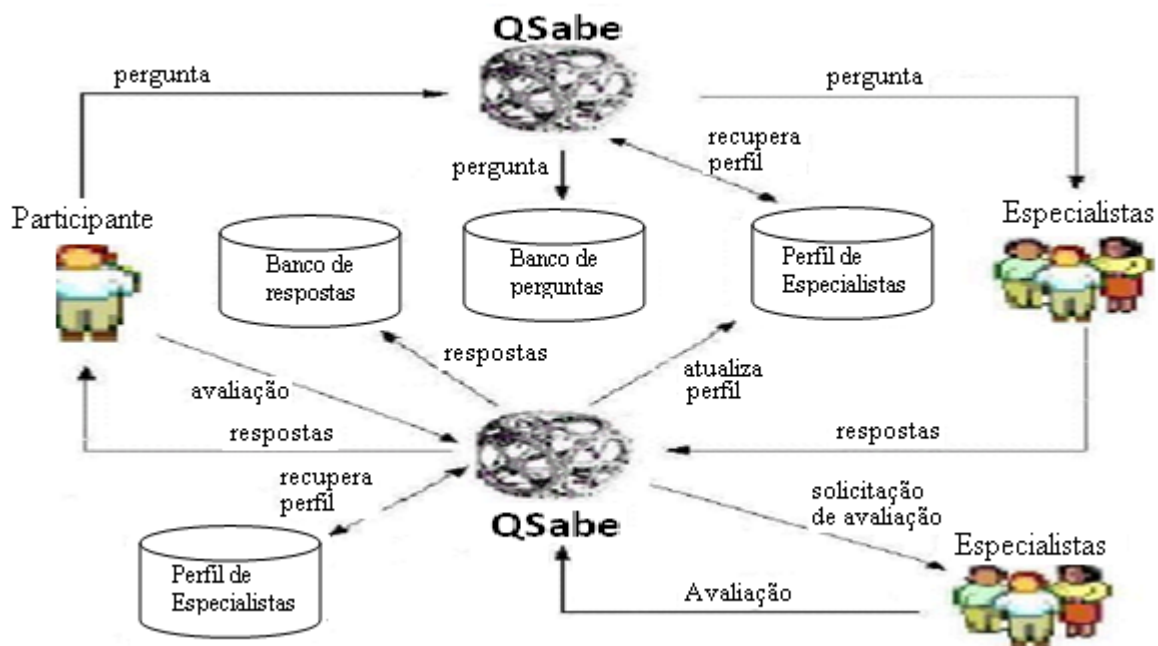 QSabe
pergunta
pergunta
recupera
perfil
pergunta
Participante
Especialistas
Banco de
respostas
Banco de
perguntas
Perfil de
Especialistas
respostas
atualiza
perfil
avaliação
respostas
respostas
recupera
perfil
solicitação
de avaliação
QSabe
Especialistas
Perfil de
Especialistas
Avaliação